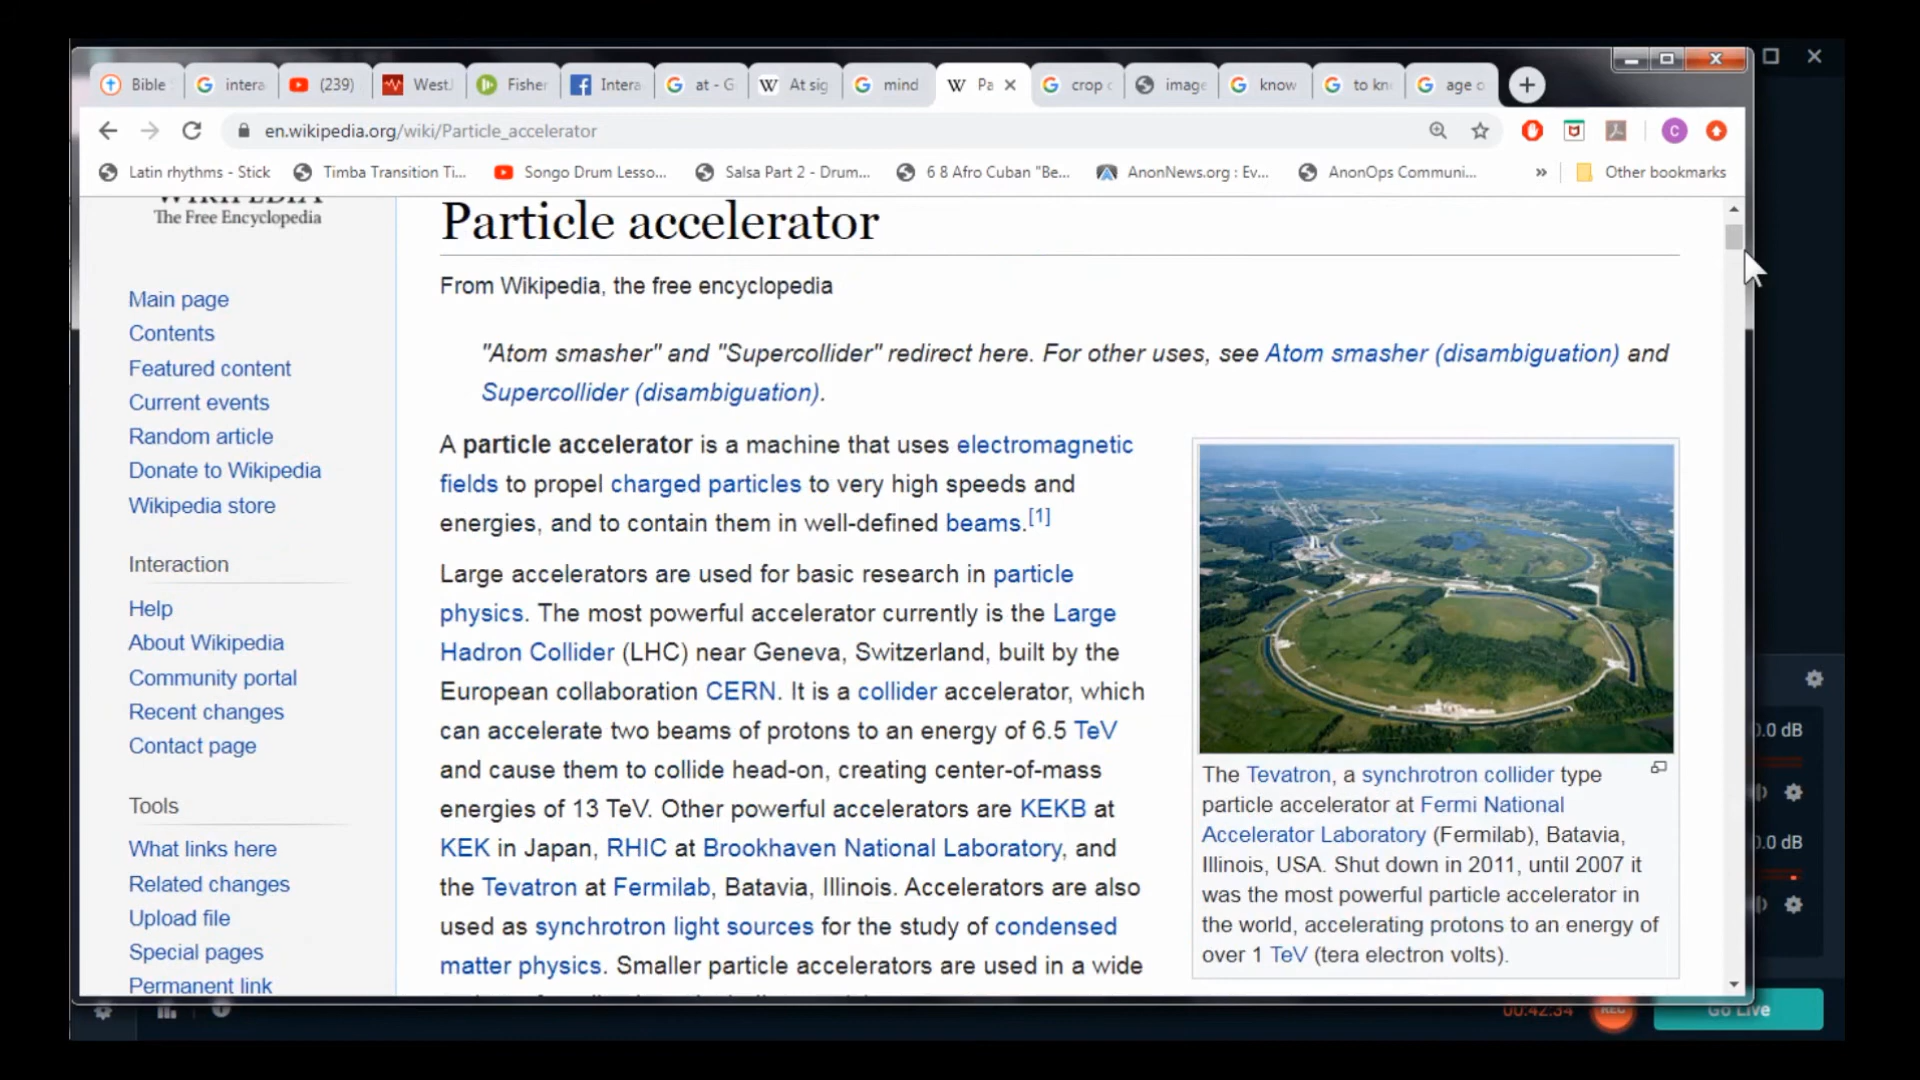 Bible
intera
(239)
WestJ
Fisher
Intera
at - G
At sig
mind
Pa
crop c
image
know
to kn
age o
en.wikipedia.org/wiki/Particle_accelerator
C
Latin rhythms - Stick
Timba Transition Ti...
Songo Drum Lesso...
Salsa Part 2 - Drum...
6 8 Afro Cuban "Be...
AnonNews.org : Ev...
AnonOps Communi...
»
Other bookmarks
WIKIPEDIA
The Free Encyclopedia
Main page
Contents
Featured content
Current events
Random article
Donate to Wikipedia
Wikipedia store
Interaction
Help
About Wikipedia
Community portal
Recent changes
Contact page
Tools
What links here
Related changes
Upload file
Special pages
Permanent link
Particle accelerator
From Wikipedia, the free encyclopedia
"Atom smasher" and "Supercollider" redirect here. For other uses, see Atom smasher (disambiguation) and
Supercollider (disambiguation).
A particle accelerator is a machine that uses electromagnetic
fields to propel charged particles to very high speeds and
energies, and to contain them in well-defined beams.[1]
Large accelerators are used for basic research in particle
physics. The most powerful accelerator currently is the Large
Hadron Collider (LHC) near Geneva, Switzerland, built by the
European collaboration CERN. It is a collider accelerator, which
can accelerate two beams of protons to an energy of 6.5 TeV
and cause them to collide head-on, creating center-of-mass
energies of 13 TeV. Other powerful accelerators are KEKB at
KEK in Japan, RHIC at Brookhaven National Laboratory, and
the Tevatron at Fermilab, Batavia, Illinois. Accelerators are also
used as synchrotron light sources for the study of condensed
matter physics. Smaller particle accelerators are used in a wide
The Tevatron, a synchrotron collider type
particle accelerator at Fermi National
Accelerator Laboratory (Fermilab), Batavia,
Illinois, USA. Shut down in 2011, until 2007 it
was the most powerful particle accelerator in
the world, accelerating protons to an energy of
over 1 TeV (tera electron volts).
0.0 dB
0.0 dB
00:42:34
REC
Go Live